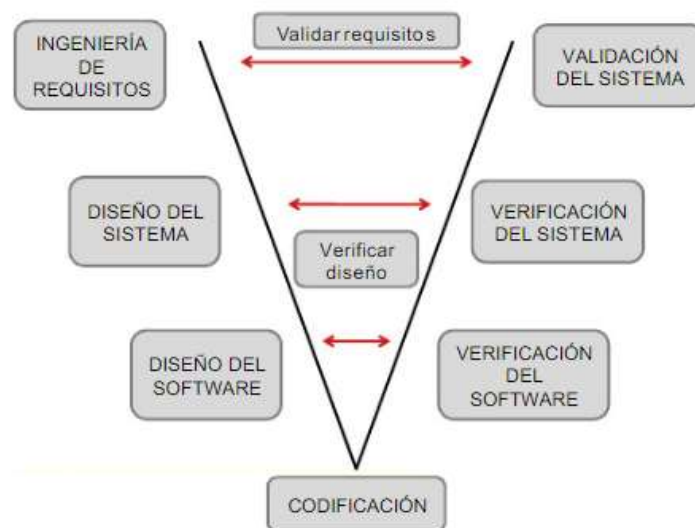 INGENIERÍA
DE
REQUISITOS
Validar requisitos
VALIDACIÓN
DEL SISTEMA
DISEÑO DEL
SISTEMA
Verificar
diseño
VERIFICACIÓN
DEL SISTEMA
DISEÑO DEL
SOFTWARE
VERIFICACIÓN
DEL
SOFTWARE
CODIFICACIÓN